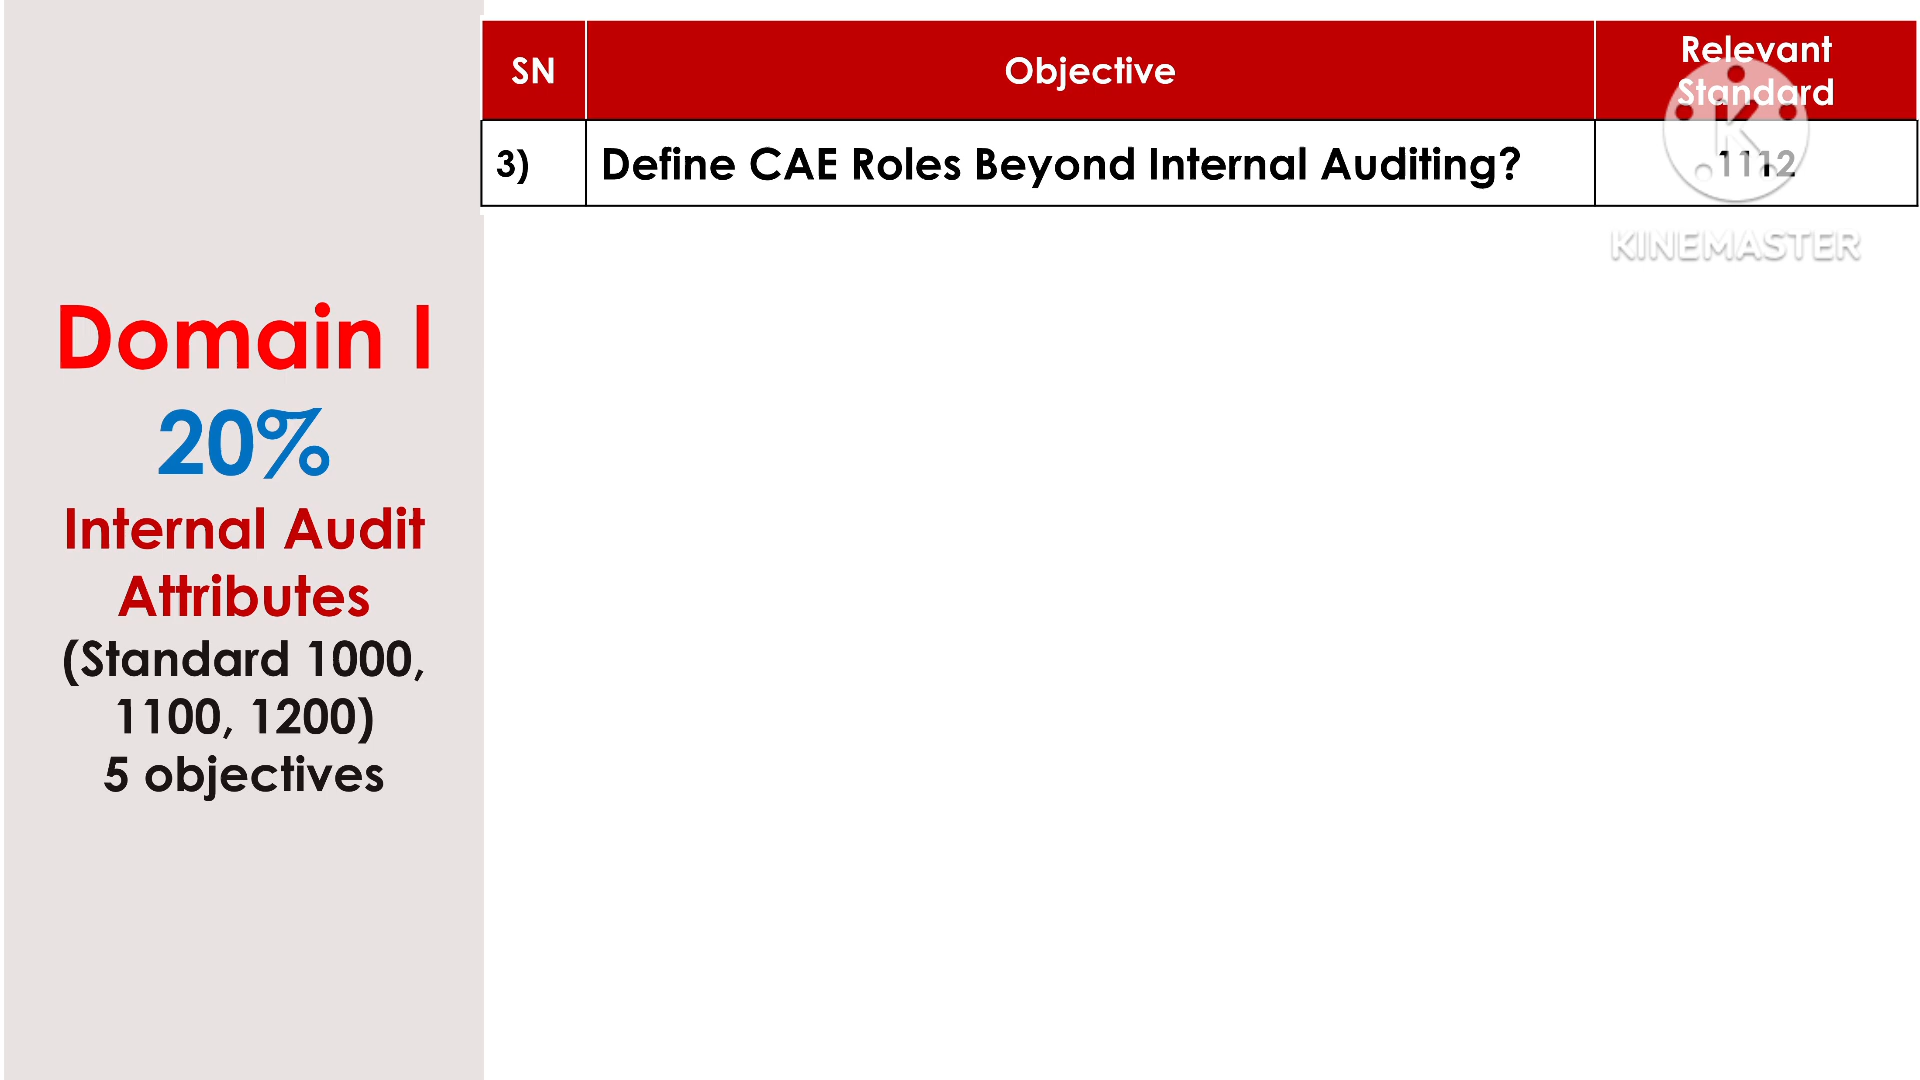 Domain I
20%
Internal Audit
Attributes
(Standard 1000,
1100, 1200)
5 objectives
SN
Objective
Relevant
Standard
3)
Define CAE Roles Beyond Internal Auditing?
1112
K
KINEMASTER